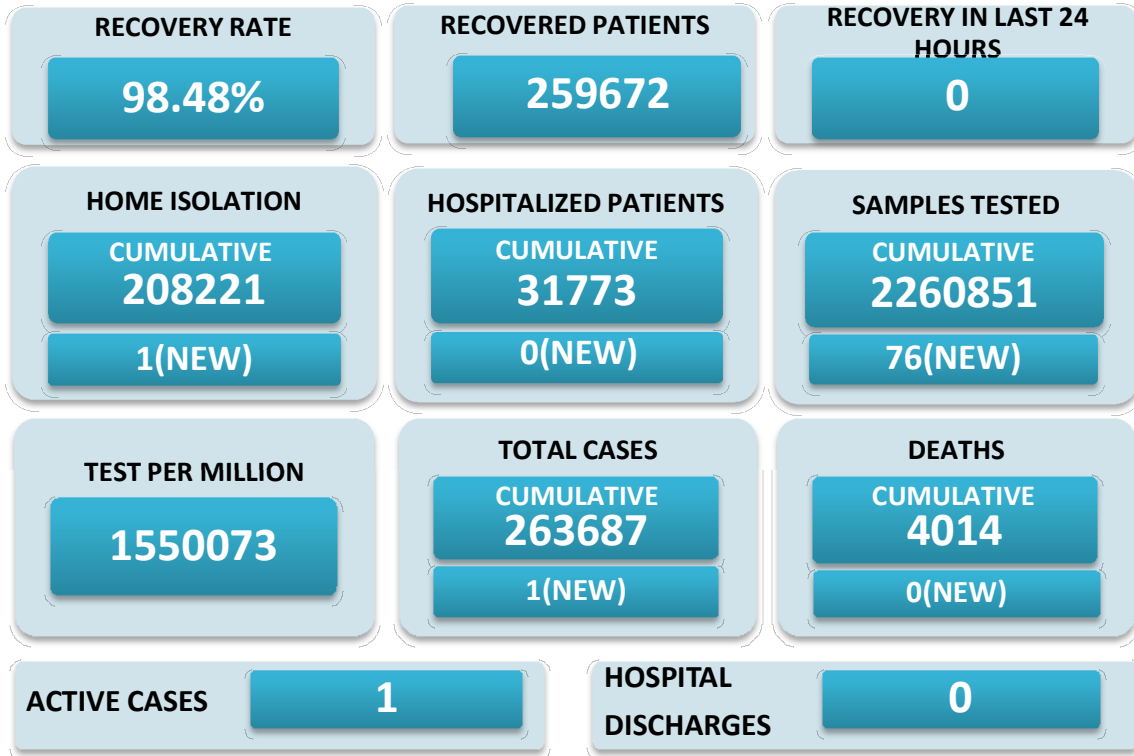 RECOVERY RATE
98.48%
RECOVERED PATIENTS
259672
RECOVERY IN LAST 24
HOURS
0
HOME ISOLATION
CUMULATIVE
208221
1(NEW)
HOSPITALIZED PATIENTS
CUMULATIVE
31773
0(NEW)
SAMPLES TESTED
CUMULATIVE
2260851
76(NEW)
TEST PER MILLION
1550073
TOTAL CASES
CUMULATIVE
263687
1(NEW)
DEATHS
CUMULATIVE
4014
0(NEW)
ACTIVE CASES
1
HOSPITAL
DISCHARGES
0